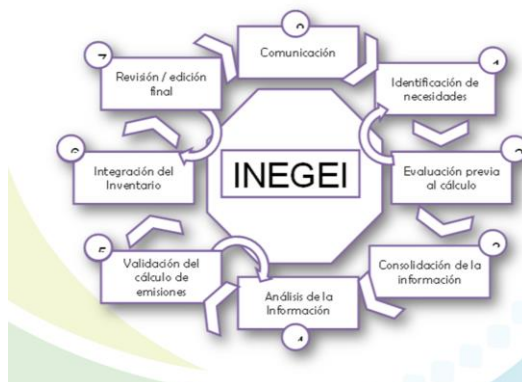 Comunicación
Identificación de
necesidades
Evaluación previa
al cálculo
Consolidación de la
información
Análisis de la
Información
Validación del
cálculo de
emisiones
Integración del
Inventario
Revisión / edición
final
INEGEI